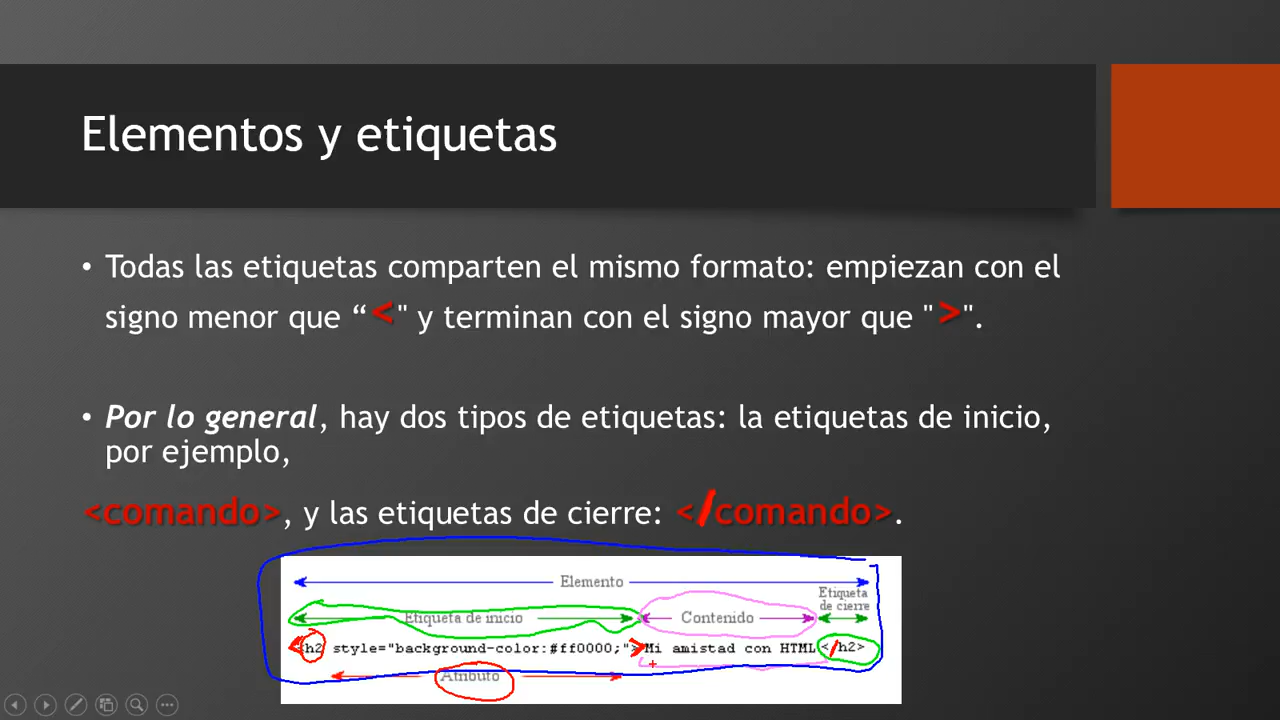 Elementos y etiquetas
• Todas las etiquetas comparten el mismo formato: empiezan con el
signo menor que “<" y terminan con el signo mayor que ">".
• Por lo general, hay dos tipos de etiquetas: la etiquetas de inicio,
por ejemplo,
<comando>, y las etiquetas de cierre: </comando>.
Elemento
Etiqueta
de cierre
Etiqueta de inicio
Contenido
<h2 style="background-color:#ff0000;">Mi amistad con HTML</h2>
Atributo